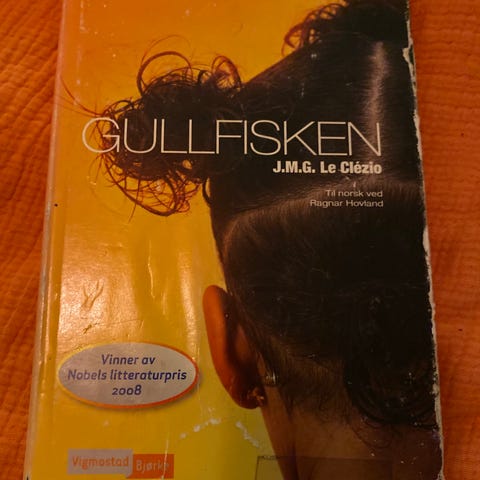 GULLFISKEN
J.M.G. Le Clézio
Til norsk ved
Ragnar Hovland
Vinner av
Nobels litteraturpris
2008
Vigmostad Bjørke